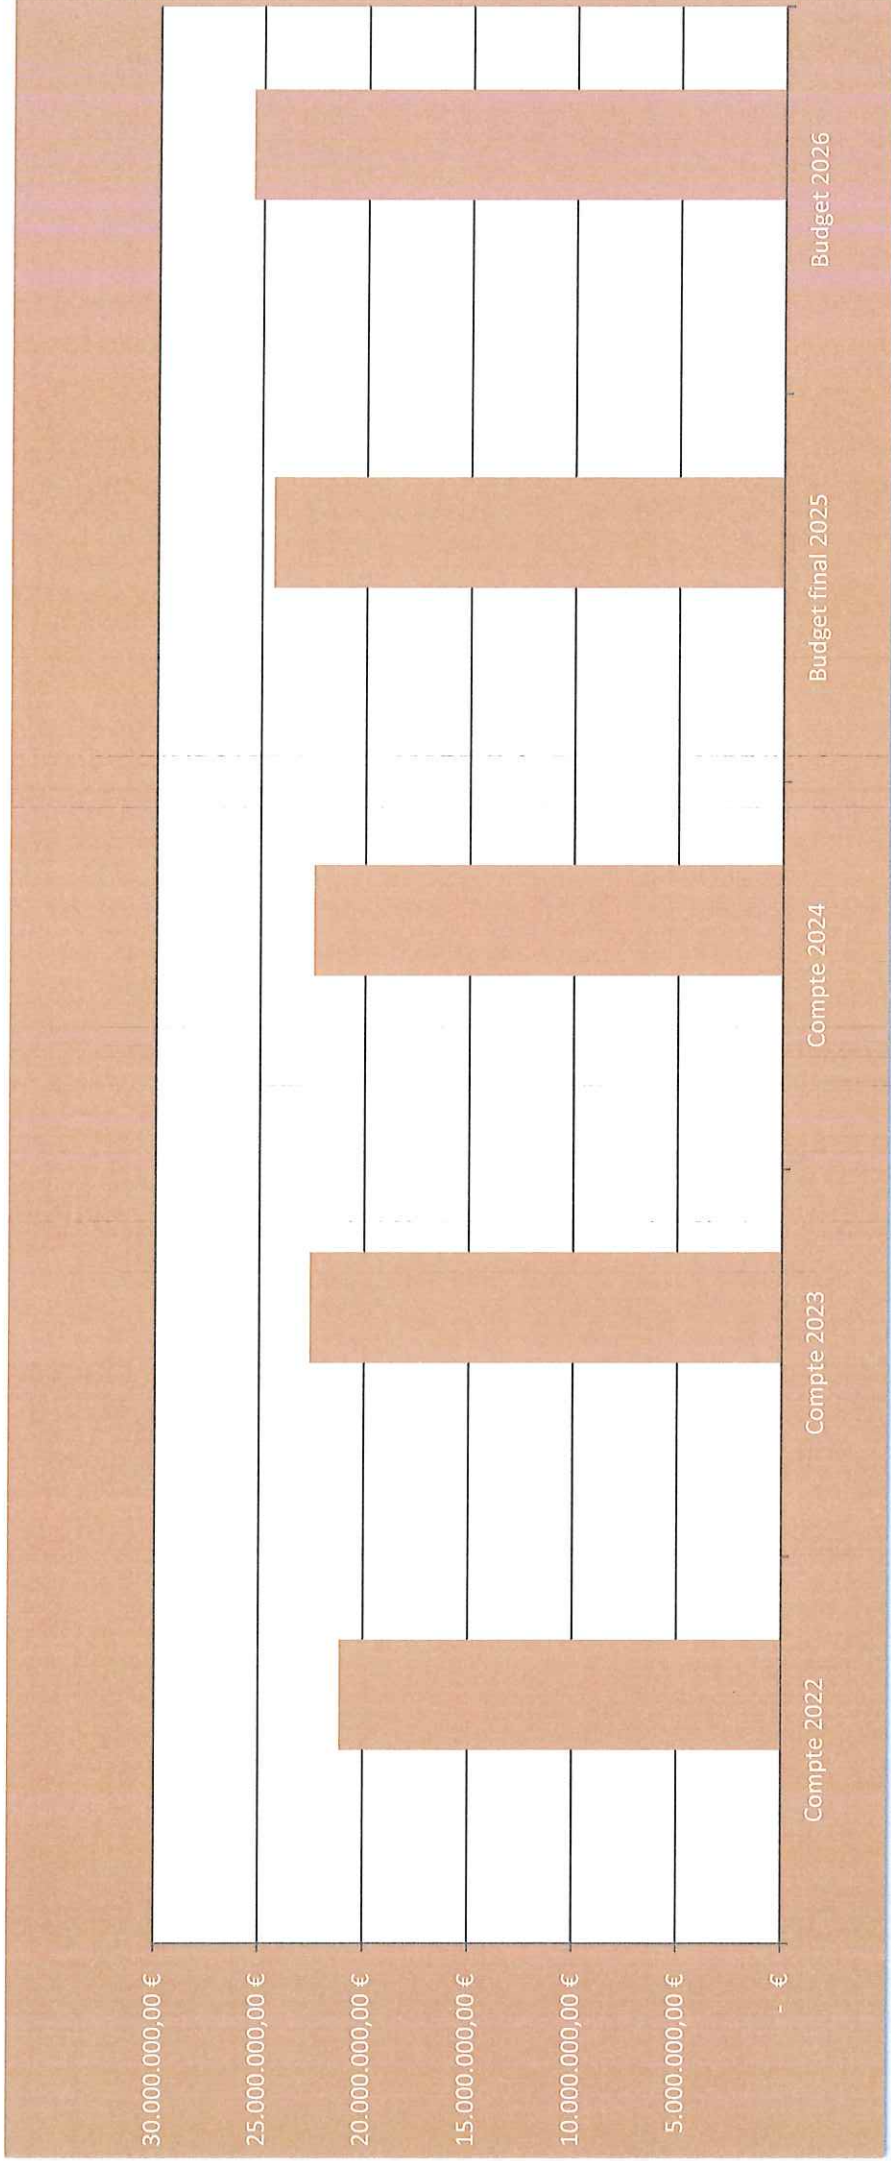 30.000.000,00 €
25.000.000,00 €
20.000.000,00 €
15.000.000,00 €
10.000.000,00 €
5.000.000,00 €
- €
Compte 2022
Compte 2023
Compte 2024
Budget final 2025
Budget 2026